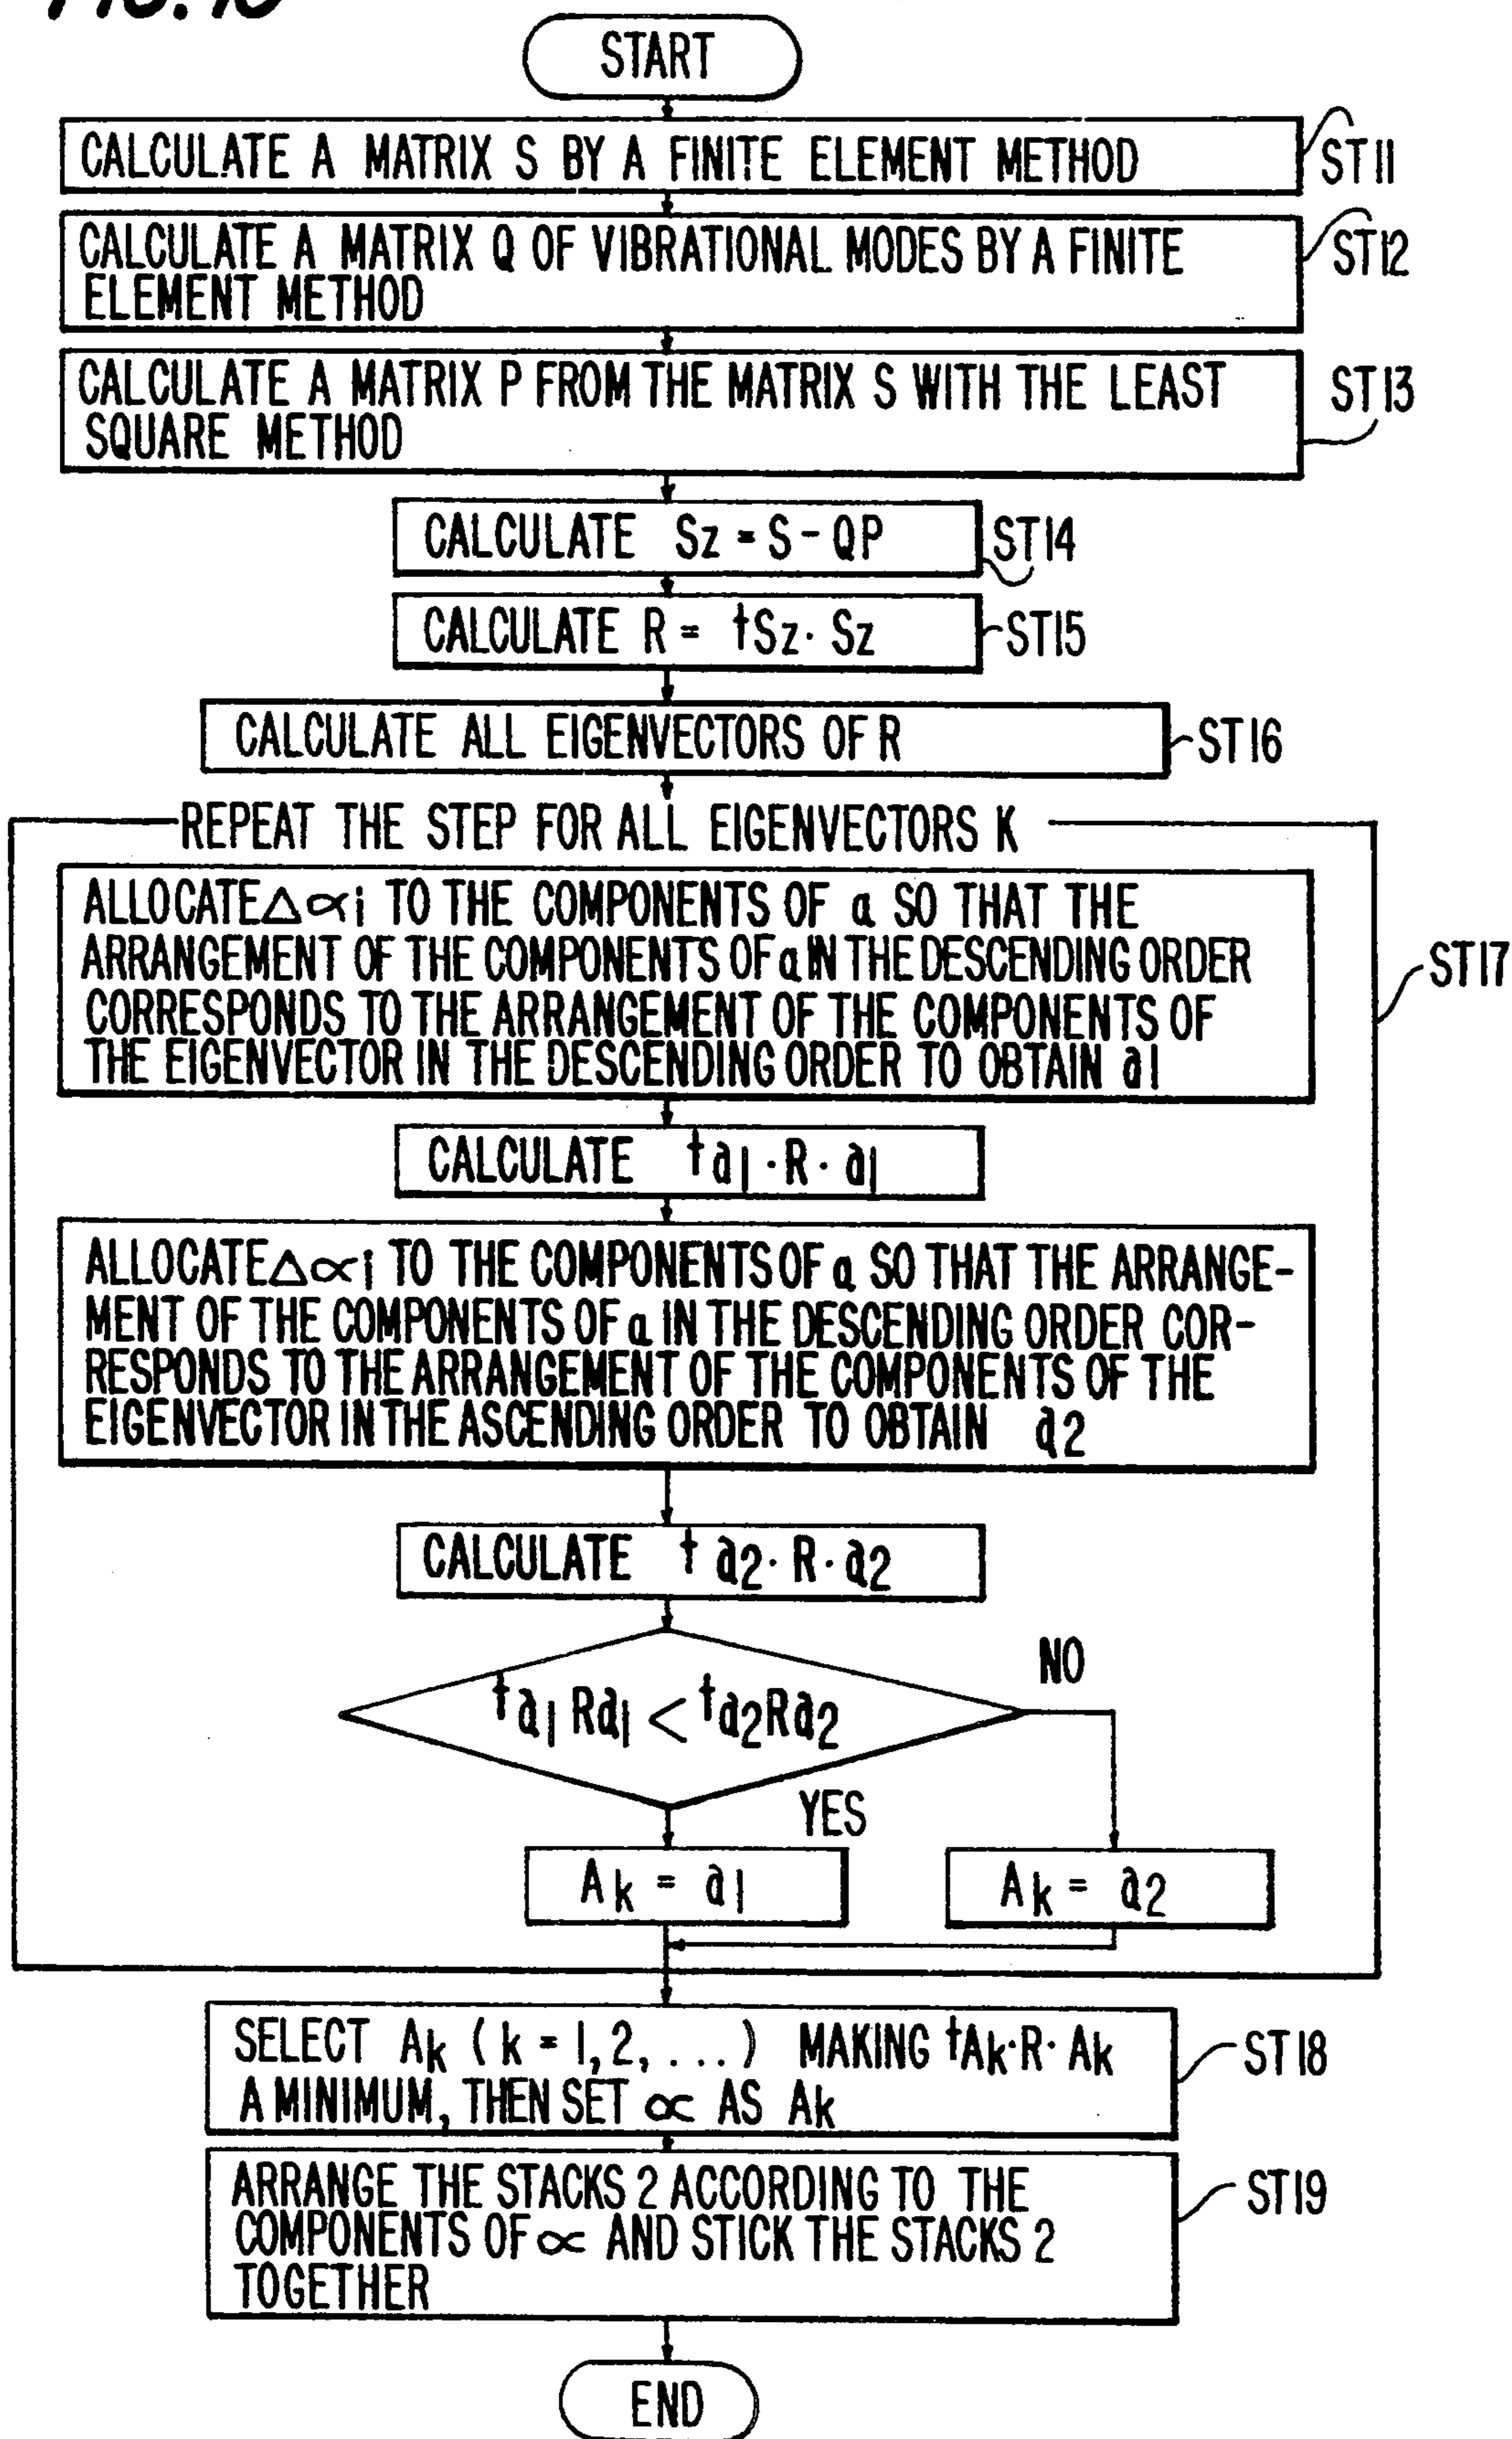 START
CALCULATE A MATRIX S BY A FINITE ELEMENT METHOD
ST11
CALCULATE A MATRIX Q OF VIBRATIONAL MODES BY A FINITE
ELEMENT METHOD
ST12
CALCULATE A MATRIX P FROM THE MATRIX S WITH THE LEAST
SQUARE METHOD
ST13
CALCULATE Sz = S - QP
ST14
CALCULATE R = tSz · Sz
ST15
CALCULATE ALL EIGENVECTORS OF R
ST16
REPEAT THE STEP FOR ALL EIGENVECTORS K
ALLOCATE Δαi TO THE COMPONENTS OF a SO THAT THE
ARRANGEMENT OF THE COMPONENTS OF a IN THE DESCENDING ORDER
CORRESPONDS TO THE ARRANGEMENT OF THE COMPONENTS OF
THE EIGENVECTOR IN THE DESCENDING ORDER TO OBTAIN a1
ST17
CALCULATE ta1 · R · a1
ALLOCATE Δαi TO THE COMPONENTS OF a SO THAT THE ARRANGE-
MENT OF THE COMPONENTS OF a IN THE DESCENDING ORDER COR-
RESPONDS TO THE ARRANGEMENT OF THE COMPONENTS OF THE
EIGENVECTOR IN THE ASCENDING ORDER TO OBTAIN a2
CALCULATE ta2 · R · a2
ta1 Ra1 < ta2Ra2
NO
YES
Ak = a1
Ak = a2
SELECT Ak (k = 1, 2, ...) MAKING tAk·R·Ak
A MINIMUM, THEN SET α AS Ak
ST18
ARRANGE THE STACKS 2 ACCORDING TO THE
COMPONENTS OF α AND STICK THE STACKS 2
TOGETHER
ST19
END